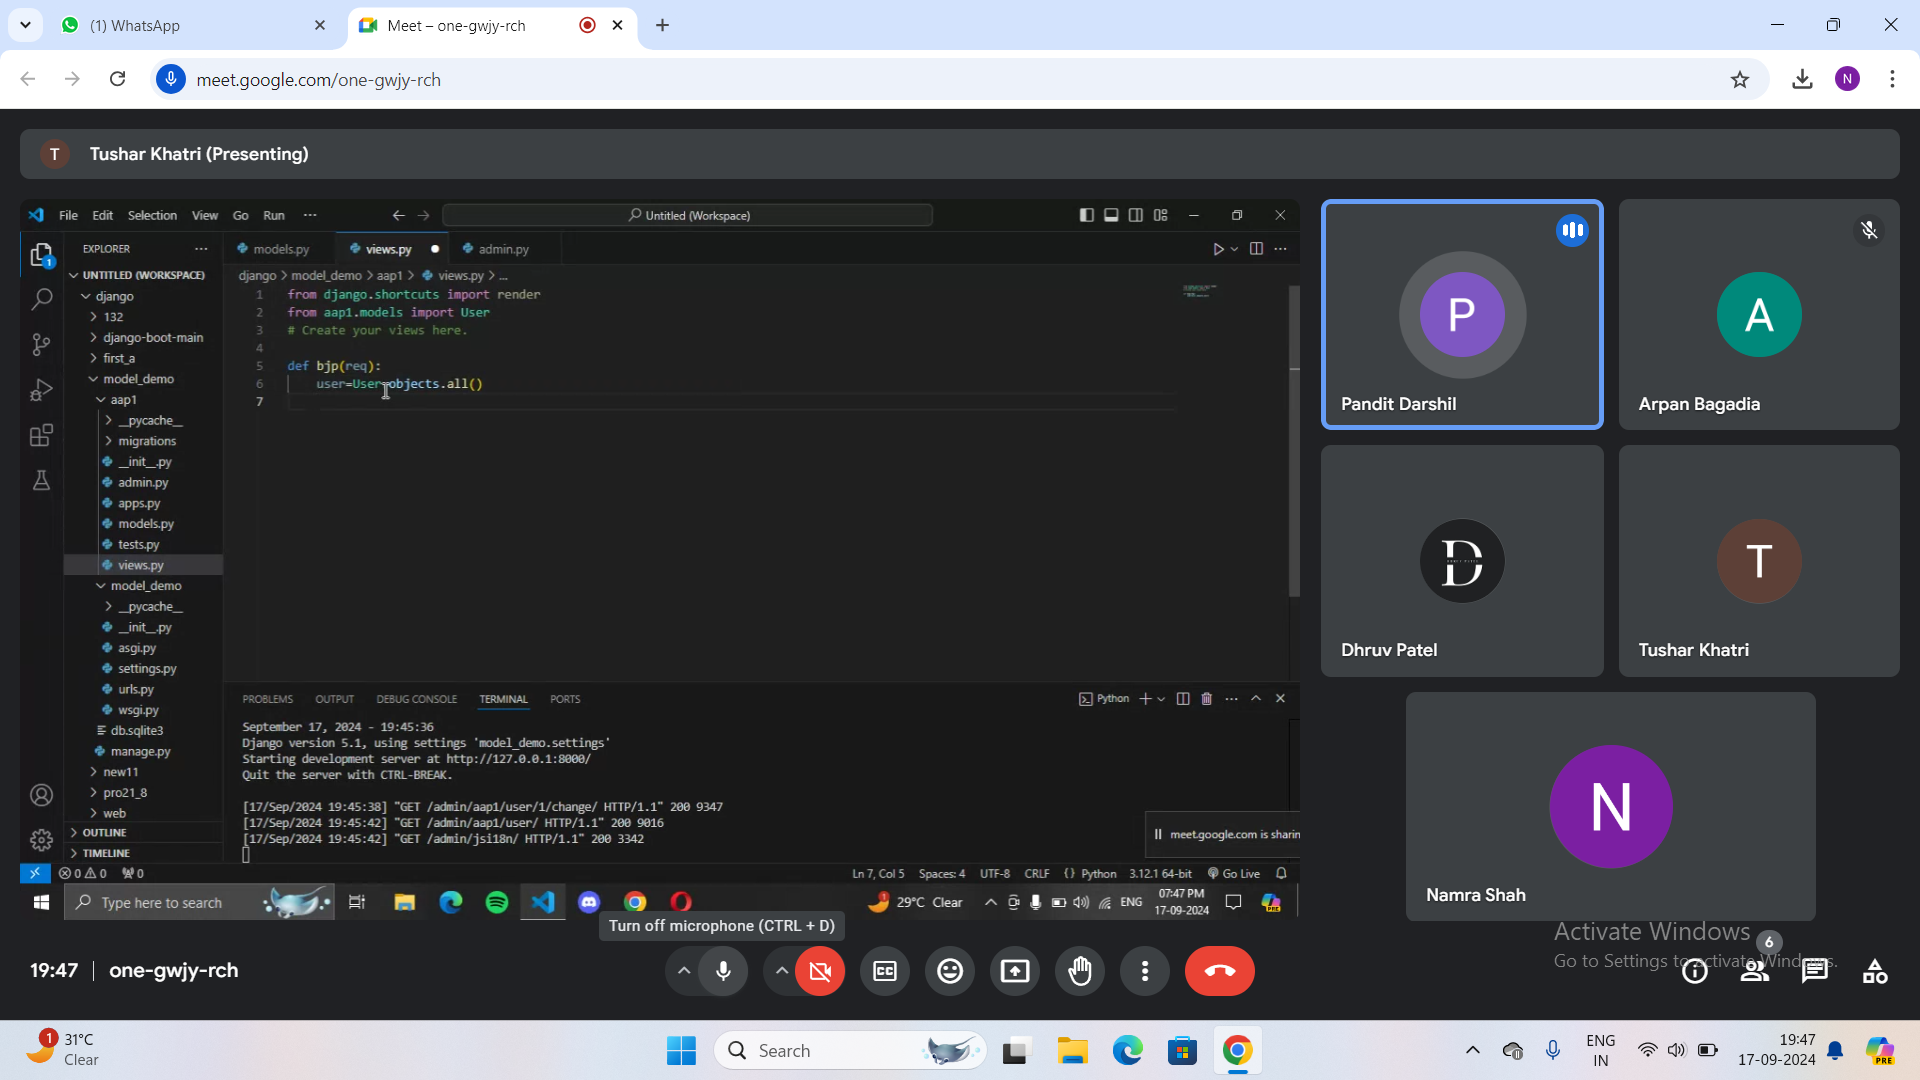 (1) WhatsApp
Meet – one-gwjy-rch
meet.google.com/one-gwjy-rch
N
T
Tushar Khatri (Presenting)
File Edit Selection View Go Run ···
Untitled (Workspace)
EXPLORER ···
models.py
views.py
admin.py
UNTITLED (WORKSPACE)
django > model_demo > aap1 > views.py > ...
django
132
django-boot-main
first_a
model_demo
aap1
__pycache__
migrations
__init__.py
admin.py
apps.py
models.py
tests.py
views.py
model_demo
__pycache__
__init__.py
asgi.py
settings.py
urls.py
wsgi.py
db.sqlite3
manage.py
new11
pro21_8
web
OUTLINE
TIMELINE
1 from django.shortcuts import render
2 from aap1.models import User
3 # Create your views here.
4
5 def bjp(req):
6 user=User objects.all()
7
PROBLEMS OUTPUT DEBUG CONSOLE TERMINAL PORTS
Python
September 17, 2024 - 19:45:36
Django version 5.1, using settings 'model_demo.settings'
Starting development server at http://127.0.0.1:8000/
Quit the server with CTRL-BREAK.
[17/Sep/2024 19:45:38] "GET /admin/aap1/user/1/change/ HTTP/1.1" 200 9347
[17/Sep/2024 19:45:42] "GET /admin/aap1/user/ HTTP/1.1" 200 9016
[17/Sep/2024 19:45:42] "GET /admin/jsi18n/ HTTP/1.1" 200 3342
meet.google.com is sharin
0 0 0
Ln 7, Col 5 Spaces: 4 UTF-8 CRLF {} Python 3.12.1 64-bit Go Live
Type here to search
29°C Clear
ENG
07:47 PM
17-09-2024
P
Pandit Darshil
A
Arpan Bagadia
D
Dhruv Patel
T
Tushar Khatri
N
Namra Shah
Turn off microphone (CTRL + D)
19:47 | one-gwjy-rch
Activate Windows
Go to Settings to activate Windows.
6
1
31°C
Clear
Search
ENG
IN
19:47
17-09-2024
PRE